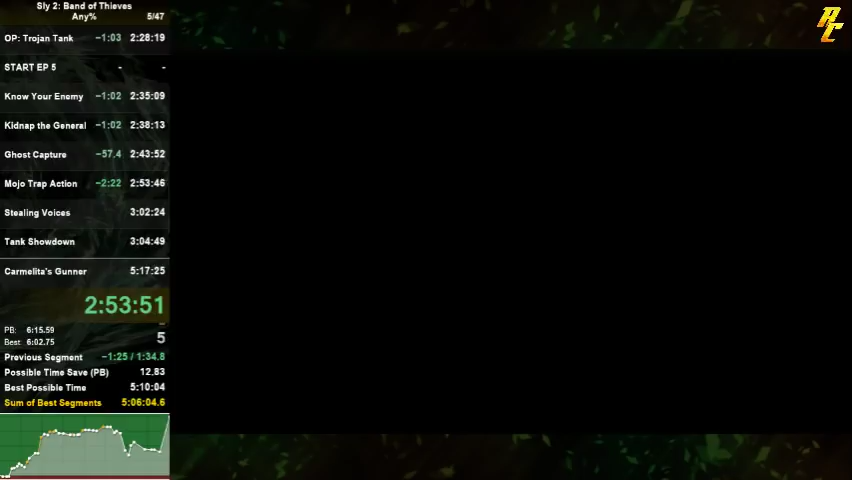 Sly 2: Band of Thieves
Any% 5/47
OP: Trojan Tank −1:03 2:28:19
START EP 5 - -
Know Your Enemy −1:02 2:35:09
Kidnap the General −1:02 2:38:13
Ghost Capture −57.4 2:43:52
Mojo Trap Action −2:22 2:53:46
Stealing Voices 3:02:24
Tank Showdown 3:04:49
Carmelita's Gunner 5:17:25
2:53:51
PB: 6:15.59
Best: 6:02.75
5
Previous Segment −1:25 / 1:34.8
Possible Time Save (PB) 12.83
Best Possible Time 5:10:04
Sum of Best Segments 5:06:04.6